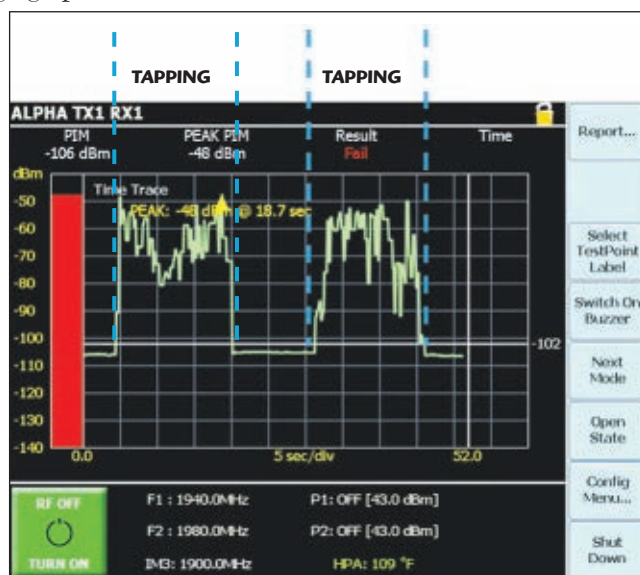 TAPPING TAPPING
ALPHA TX1 RX1
PIM PEAK PIM Result Time
-106 dBm -48 dBm Fail
Report...
dBm
Time Trace
PEAK: -48 dBm @ 18.7 sec
-50
-60
-70
-80
-90
-100
-102
-110
-120
-130
-140
0.0 5 sec/div 52.0
Select
TestPoint
Label
Switch On
Buzzer
Next
Mode
Open
State
Config
Menu...
Shut
Down
RF OFF
TURN ON
F1 : 1940.0MHz P1: OFF [43.0 dBm]
F2 : 1980.0MHz P2: OFF [43.0 dBm]
IM3: 1900.0MHz HPA: 109 °F